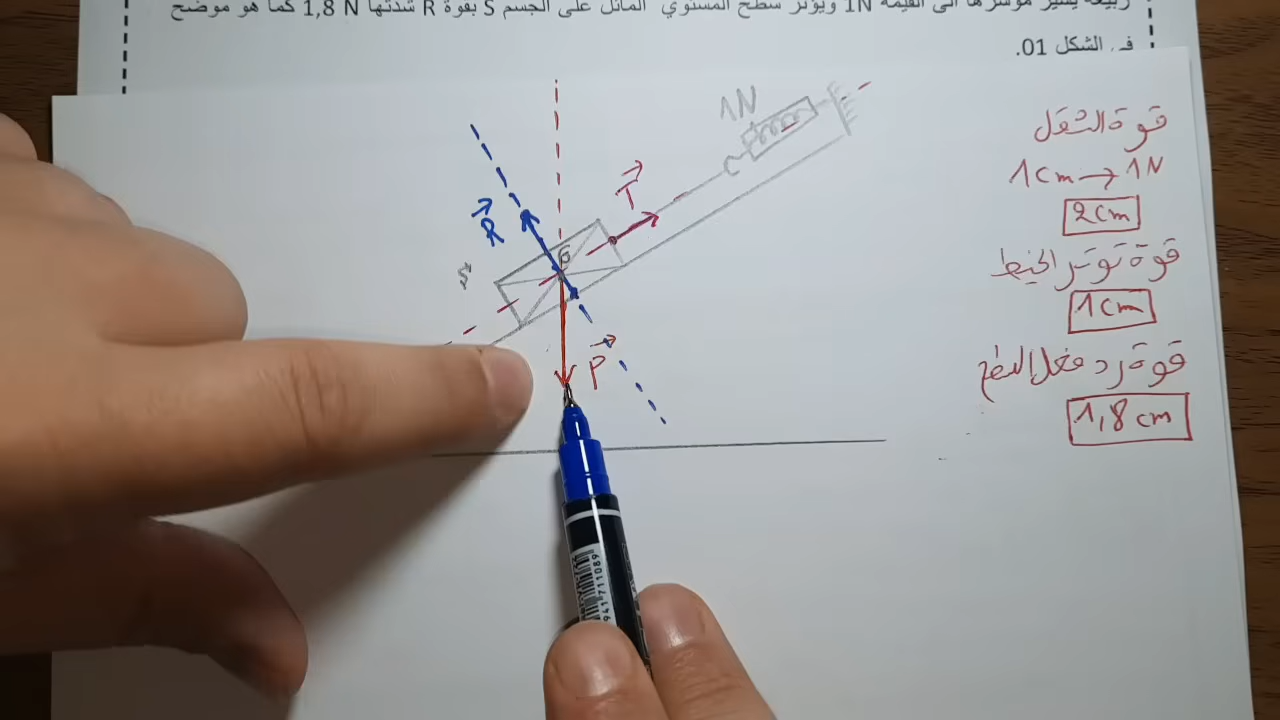 ربيعة يشير مؤشرها الى القيمة 1N ويؤثر سطح المستوي المائل على الجسم S بقوة R شدتها 1,8 N كما هو موضح
في الشكل 01.
قوة الثقل
1cm → 1N
2cm
قوة توتر الخيط
1cm
قوة رد فعل السطح
1,8 cm
1N
T
R
G
S
P
941711089